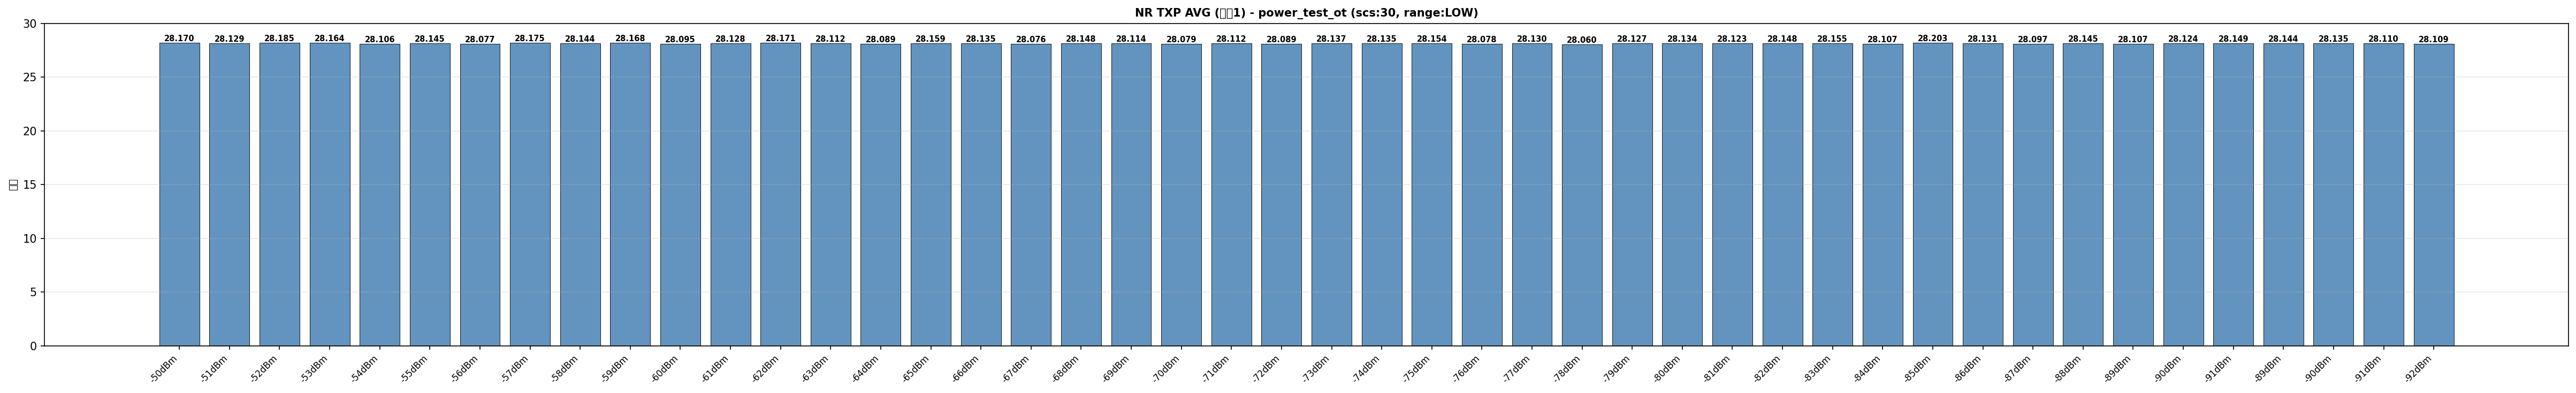 NR TXP AVG (1) - power_test_ot (scs:30, range:LOW)
30
25
20
15
10
5
0
28.170 28.129 28.185 28.164 28.106 28.145 28.077 28.175 28.144 28.168 28.095 28.128 28.171 28.112 28.089 28.159 28.135 28.076 28.148 28.114 28.079 28.112 28.089 28.137 28.135 28.154 28.078 28.130 28.060 28.127 28.134 28.123 28.148 28.155 28.107 28.203 28.131 28.097 28.145 28.107 28.124 28.149 28.144 28.135 28.110 28.109
-50dBm -51dBm -52dBm -53dBm -54dBm -55dBm -56dBm -57dBm -58dBm -59dBm -60dBm -61dBm -62dBm -63dBm -64dBm -65dBm -66dBm -67dBm -68dBm -69dBm -70dBm -71dBm -72dBm -73dBm -74dBm -75dBm -76dBm -77dBm -78dBm -79dBm -80dBm -81dBm -82dBm -83dBm -84dBm -85dBm -86dBm -87dBm -88dBm -89dBm -90dBm -91dBm -89dBm -90dBm -91dBm -92dBm